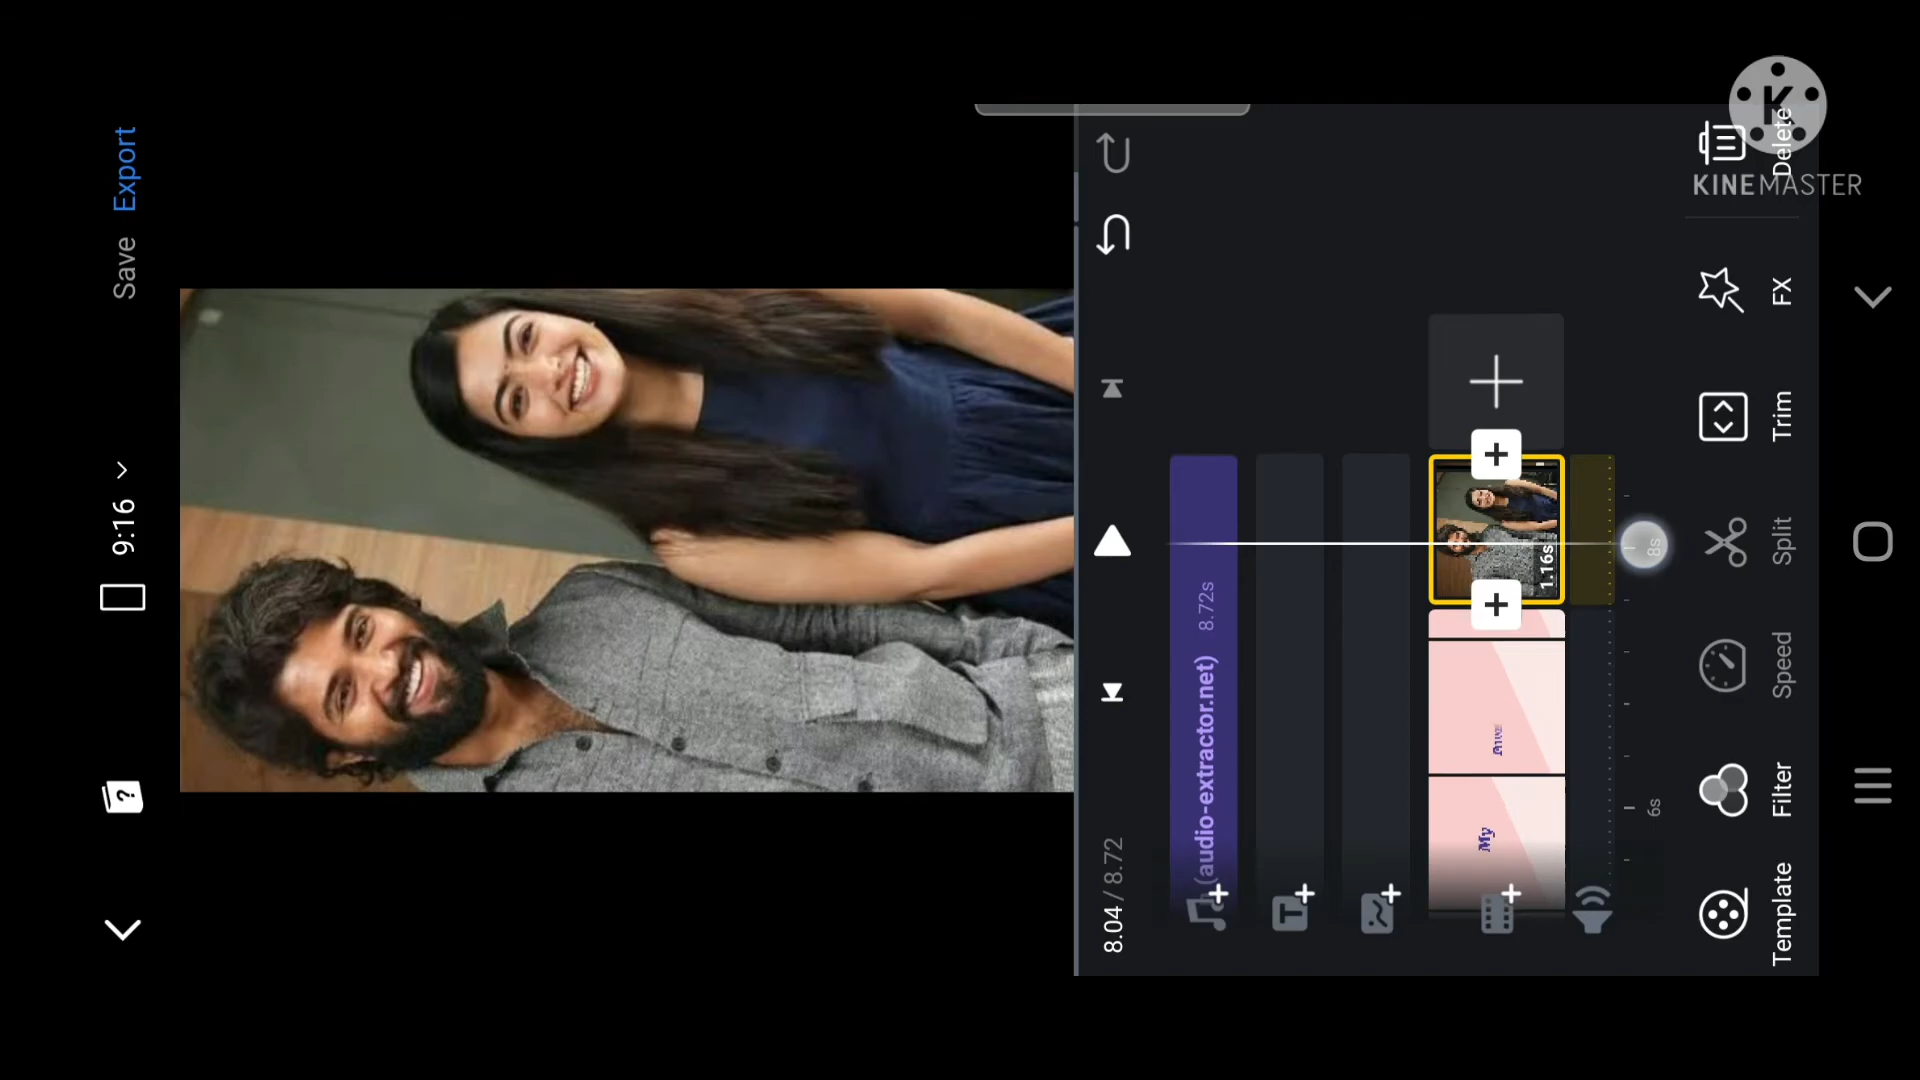 Export
Save
9:16
?
8.04 / 8.72
(audio-extractor.net) 8.72s
T
1.16s
My
8s
6s
Delete
FX
Trim
Split
Speed
Filter
Template
K
KINEMASTER